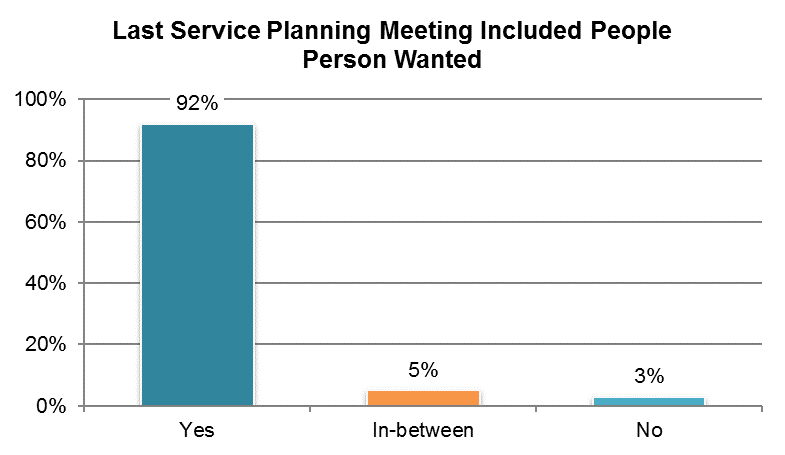 Last Service Planning Meeting Included People
Person Wanted
100%
92%
80%
60%
40%
20%
5%
3%
0%
Yes
In-between
No